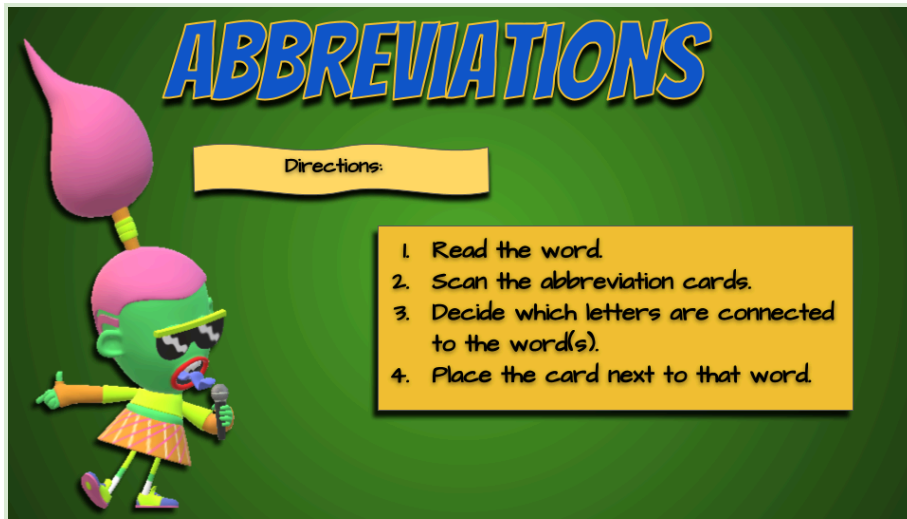 ABBREVIATIONS
Directions:
1. Read the word.
2. Scan the abbreviation cards.
3. Decide which letters are connected
to the word(s).
4. Place the card next to that word.